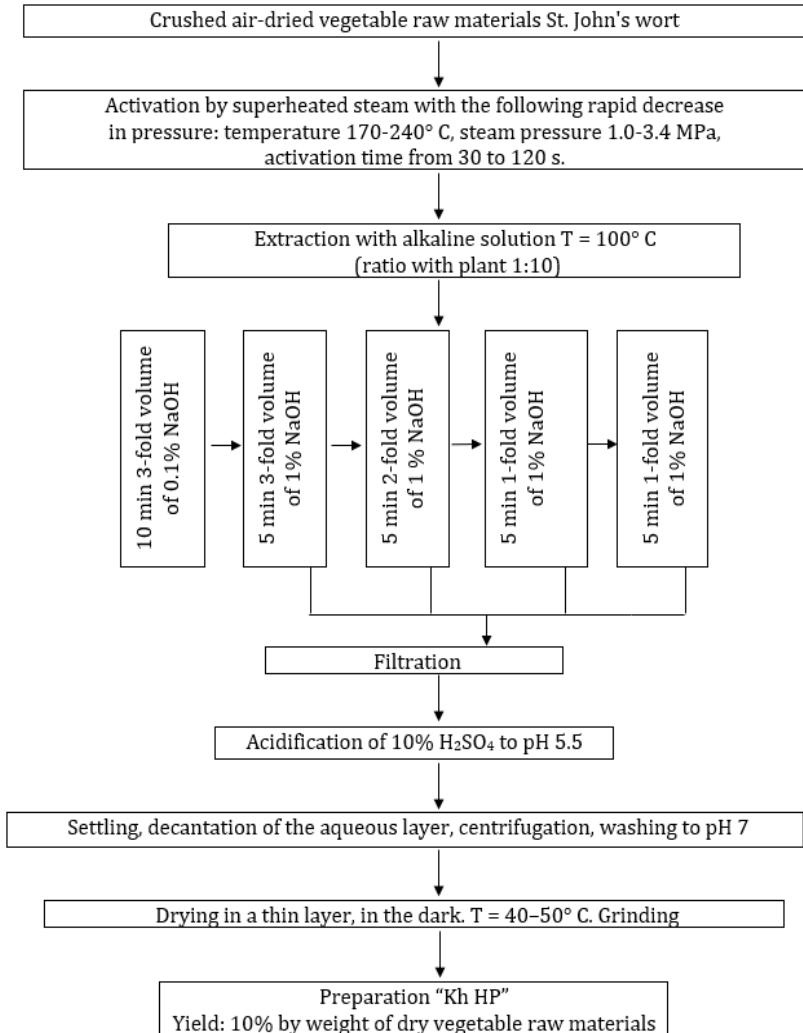 Crushed air-dried vegetable raw materials St. John's wort
Activation by superheated steam with the following rapid decrease
in pressure: temperature 170-240° C, steam pressure 1.0-3.4 MPa,
activation time from 30 to 120 s.
Extraction with alkaline solution T = 100° C
(ratio with plant 1:10)
10 min 3-fold volume
of 0.1% NaOH
5 min 3-fold volume
of 1% NaOH
5 min 2-fold volume
of 1 % NaOH
5 min 1-fold volume
of 1% NaOH
5 min 1-fold volume
of 1% NaOH
Filtration
Acidification of 10% H₂SO₄ to pH 5.5
Settling, decantation of the aqueous layer, centrifugation, washing to pH 7
Drying in a thin layer, in the dark. T = 40–50° C. Grinding
Preparation “Kh HP”
Yield: 10% by weight of dry vegetable raw materials